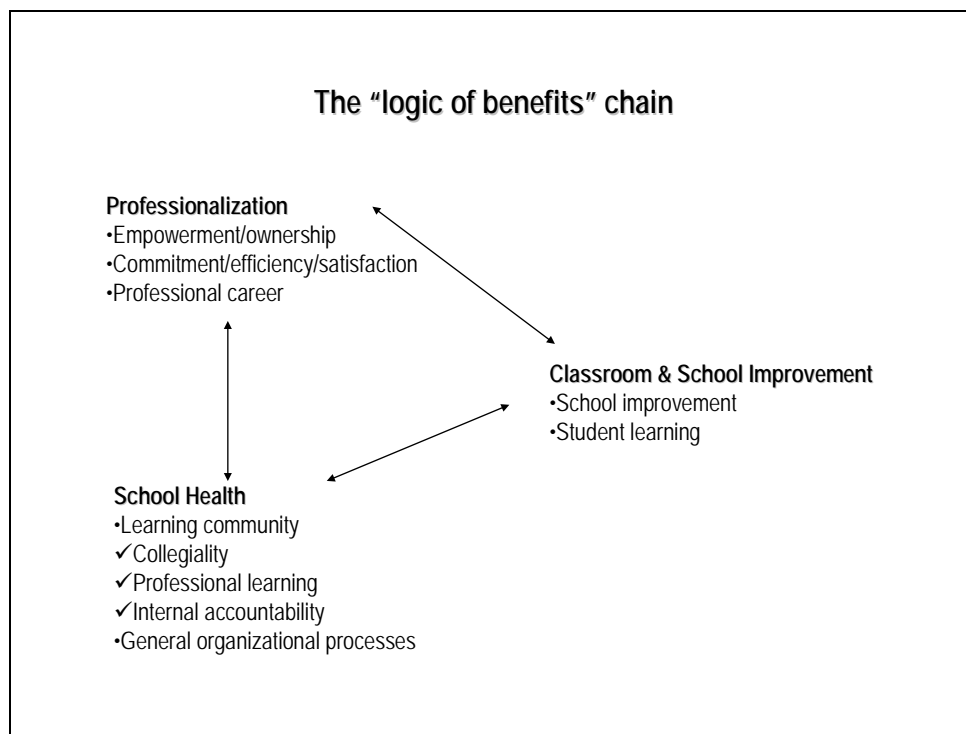 The “logic of benefits” chain
Professionalization
•Empowerment/ownership
•Commitment/efficiency/satisfaction
•Professional career
Classroom & School Improvement
•School improvement
•Student learning
School Health
•Learning community
✓Collegiality
✓Professional learning
✓Internal accountability
•General organizational processes